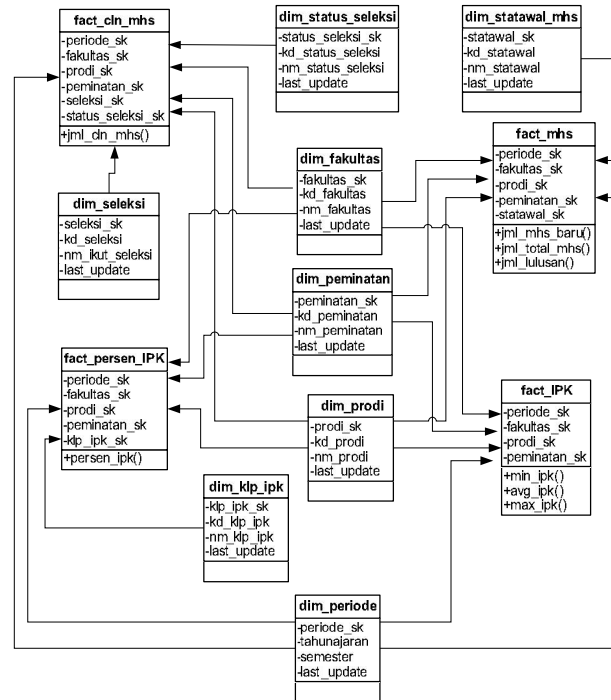 fact_cln_mhs
-periode_sk
-fakultas_sk
-prodi_sk
-peminatan_sk
-seleksi_sk
-status_seleksi_sk
+jml_cln_mhs()
dim_status_seleksi
-status_seleksi_sk
-kd_status_seleksi
-nm_status_seleksi
-last_update
dim_statawal_mhs
-statawal_sk
-kd_statawal
-nm_statawal
-last_update
fact_mhs
-periode_sk
-fakultas_sk
-prodi_sk
-peminatan_sk
-statawal_sk
+jml_mhs_baru()
+jml_total_mhs()
+jml_lulusan()
dim_fakultas
-fakultas_sk
-kd_fakultas
-nm_fakultas
-last_update
dim_seleksi
-seleksi_sk
-kd_seleksi
-nm_ikut_seleksi
-last_update
dim_peminatan
-peminatan_sk
-kd_peminatan
-nm_peminatan
-last_update
fact_persen_IPK
-periode_sk
-fakultas_sk
-prodi_sk
-peminatan_sk
-klp_ipk_sk
+persen_ipk()
dim_prodi
-prodi_sk
-kd_prodi
-nm_prodi
-last_update
fact_IPK
-periode_sk
-fakultas_sk
-prodi_sk
-peminatan_sk
+min_ipk()
+avg_ipk()
+max_ipk()
dim_klp_ipk
-klp_ipk_sk
-kd_klp_ipk
-nm_klp_ipk
-last_update
dim_periode
-periode_sk
-tahunajaran
-semester
-last_update